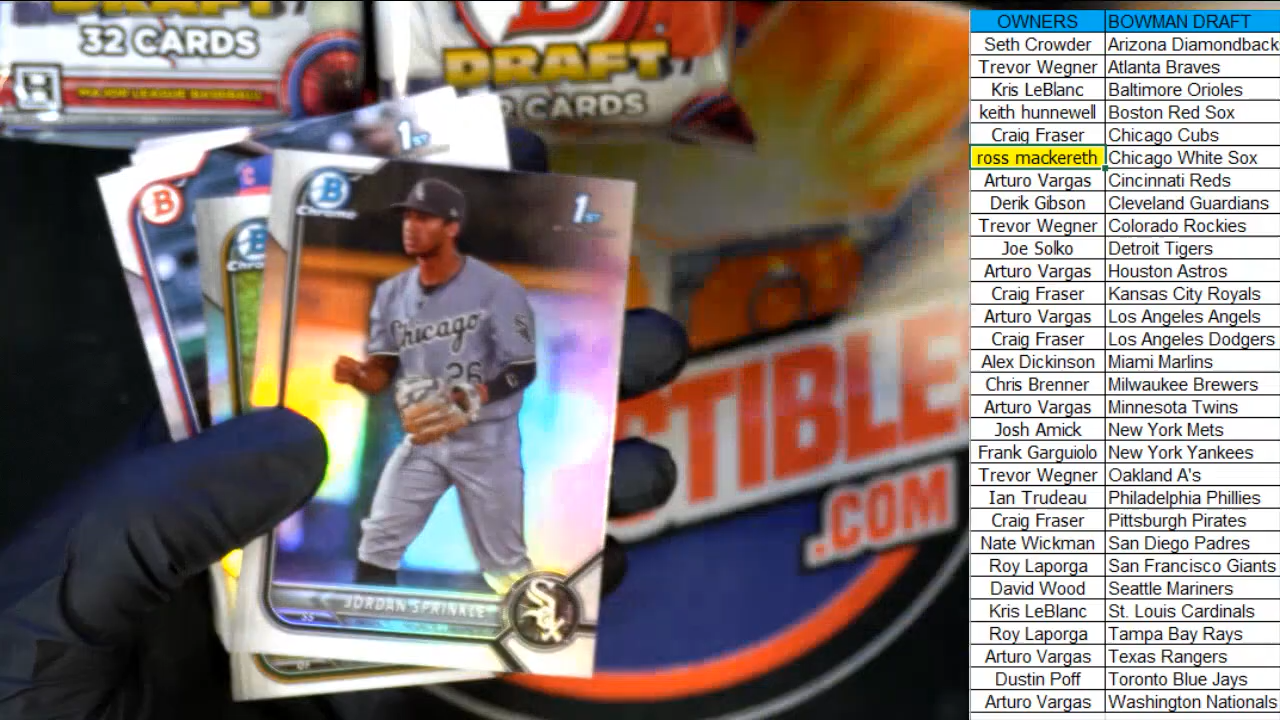 DRAFT
32 CARDS
MAJOR LEAGUE BASEBALL
B
DRAFT
CARDS
1ST
B
C
B
Chrome
B
Chrome
1ST
Chicago
26
JORDAN SPRINKLE
SS
Sox
CTIBLE
.COM
OWNERS BOWMAN DRAFT
Seth Crowder Arizona Diamondback
Trevor Wegner Atlanta Braves
Kris LeBlanc Baltimore Orioles
keith hunnewell Boston Red Sox
Craig Fraser Chicago Cubs
ross mackereth Chicago White Sox
Arturo Vargas Cincinnati Reds
Derik Gibson Cleveland Guardians
Trevor Wegner Colorado Rockies
Joe Solko Detroit Tigers
Arturo Vargas Houston Astros
Craig Fraser Kansas City Royals
Arturo Vargas Los Angeles Angels
Craig Fraser Los Angeles Dodgers
Alex Dickinson Miami Marlins
Chris Brenner Milwaukee Brewers
Arturo Vargas Minnesota Twins
Josh Amick New York Mets
Frank Garguiolo New York Yankees
Trevor Wegner Oakland A's
Ian Trudeau Philadelphia Phillies
Craig Fraser Pittsburgh Pirates
Nate Wickman San Diego Padres
Roy Laporga San Francisco Giants
David Wood Seattle Mariners
Kris LeBlanc St. Louis Cardinals
Roy Laporga Tampa Bay Rays
Arturo Vargas Texas Rangers
Dustin Poff Toronto Blue Jays
Arturo Vargas Washington Nationals